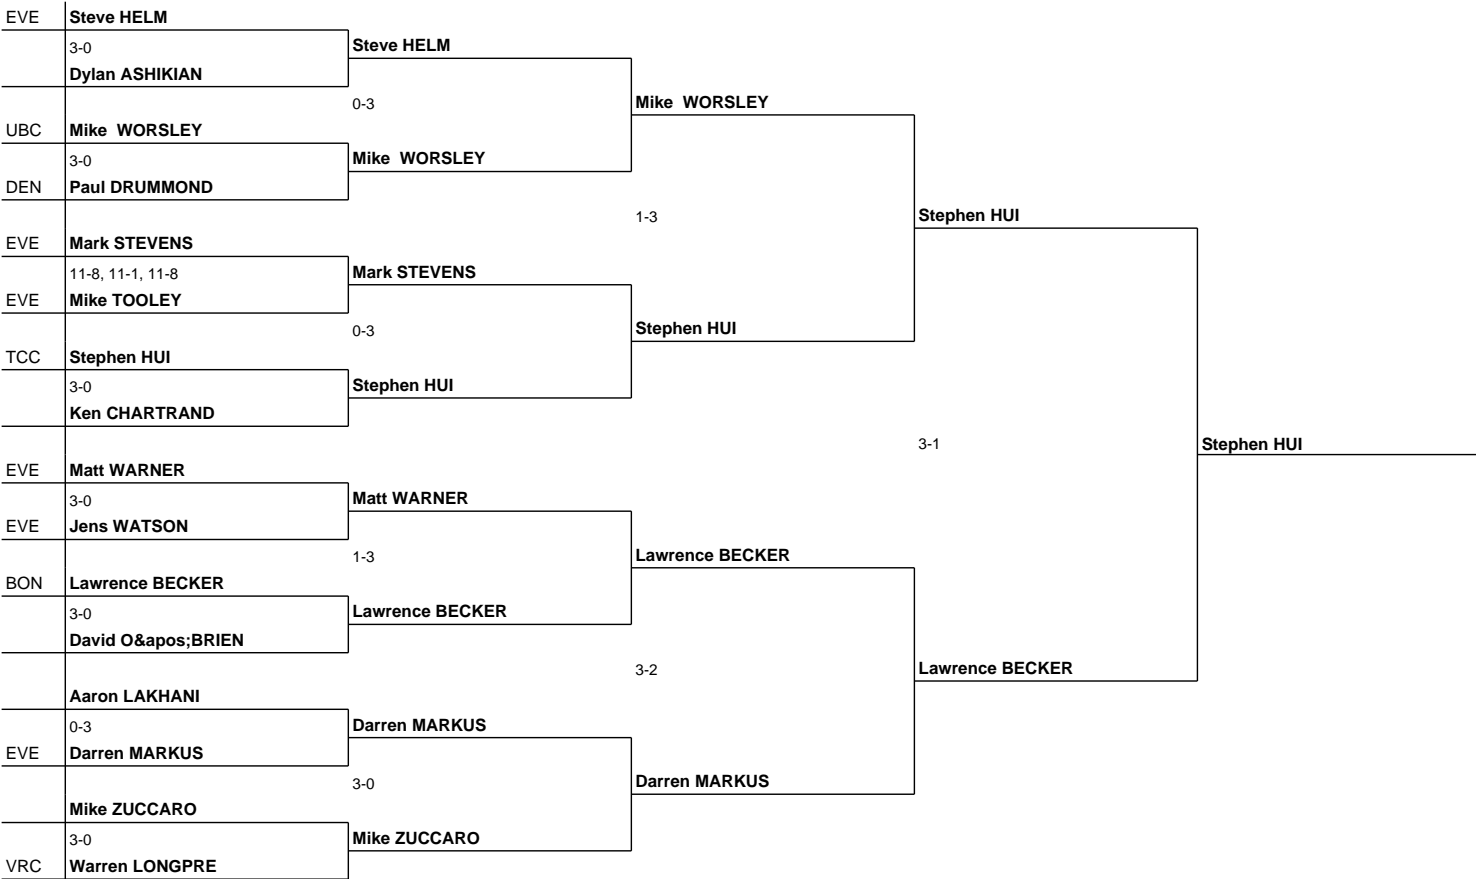 EVE Steve HELM
3-0 Steve HELM
Dylan ASHIKIAN
0-3 Mike  WORSLEY
UBC Mike  WORSLEY
3-0 Mike  WORSLEY
DEN Paul DRUMMOND
1-3 Stephen HUI
EVE Mark STEVENS
11-8, 11-1, 11-8 Mark STEVENS
EVE Mike TOOLEY
0-3 Stephen HUI
TCC Stephen HUI
3-0 Stephen HUI
Ken CHARTRAND
3-1 Stephen HUI
EVE Matt WARNER
3-0 Matt WARNER
EVE Jens WATSON
1-3 Lawrence BECKER
BON Lawrence BECKER
3-0 Lawrence BECKER
David O&apos;BRIEN
3-2 Lawrence BECKER
Aaron LAKHANI
0-3 Darren MARKUS
EVE Darren MARKUS
3-0 Darren MARKUS
Mike ZUCCARO
3-0 Mike ZUCCARO
VRC Warren LONGPRE